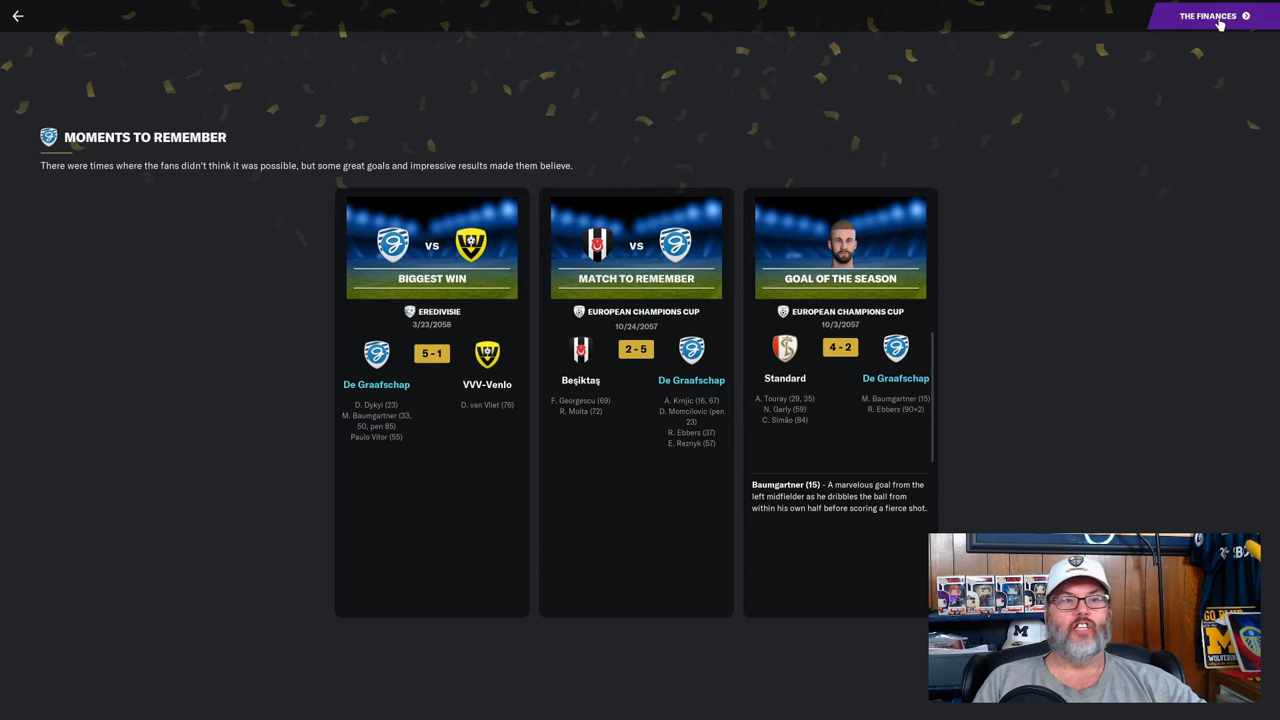 THE FINANCES
MOMENTS TO REMEMBER
There were times where the fans didn't think it was possible, but some great goals and impressive results made them believe.
VS
BIGGEST WIN
EREDIVISIE
3/23/2058
5 - 1
De Graafschap
VVV-Venlo
D. Dykyi (23)
M. Baumgartner (33,
50, pen 85)
Paulo Vítor (55)
D. van Vliet (76)
VS
MATCH TO REMEMBER
EUROPEAN CHAMPIONS CUP
10/24/2057
2 - 5
Beşiktaş
De Graafschap
F. Georgescu (69)
R. Molta (72)
A. Krnjic (16, 67)
D. Momcilovic (pen
23)
R. Ebbers (37)
E. Reznyk (57)
GOAL OF THE SEASON
EUROPEAN CHAMPIONS CUP
10/3/2057
4 - 2
Standard
De Graafschap
A. Touray (29, 35)
N. Garly (59)
C. Simão (84)
M. Baumgartner (15)
R. Ebbers (90+2)
Baumgartner (15) - A marvelous goal from the
left midfielder as he dribbles the ball from
within his own half before scoring a fierce shot.
M
GO BLUE
M
WOLVERINES